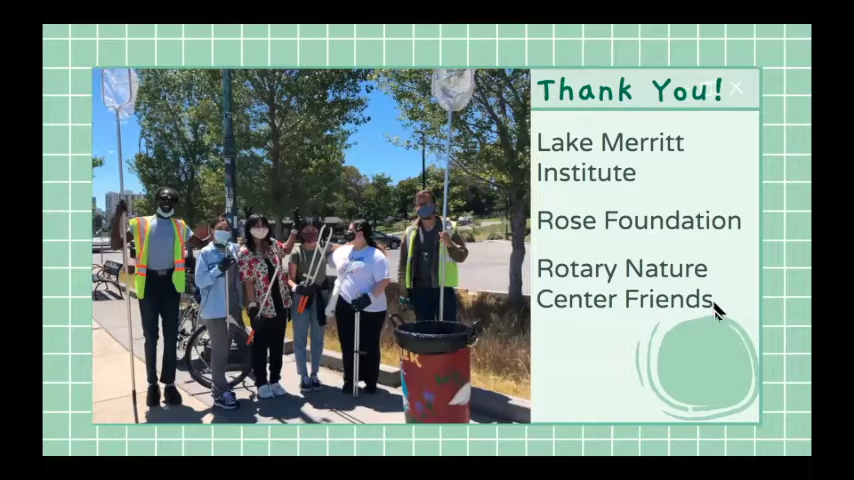 Thank You!
Lake Merritt
Institute
Rose Foundation
Rotary Nature
Center Friends